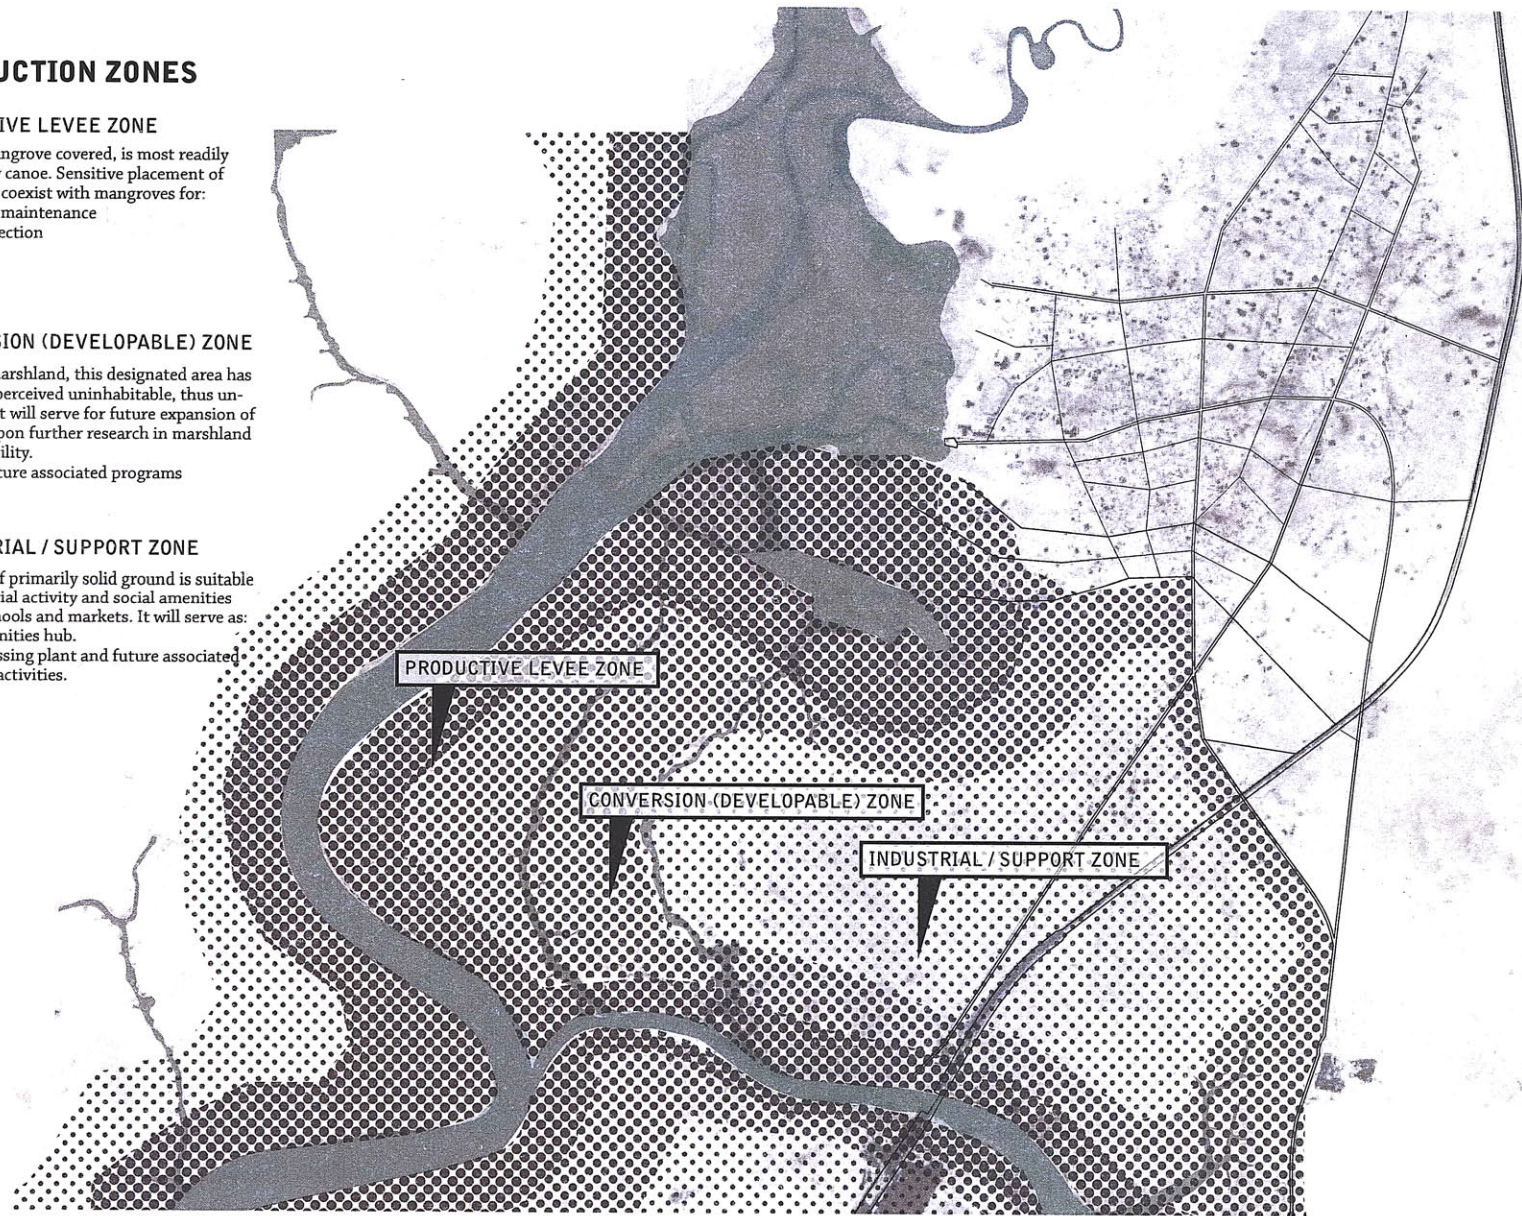 UCTION ZONES
IVE LEVEE ZONE
ngrove covered, is most readily
canoe. Sensitive placement of
coexist with mangroves for:
maintenance
ection
ION (DEVELOPABLE) ZONE
arshland, this designated area has
perceived uninhabitable, thus un-
t will serve for future expansion of
pon further research in marshland
ility.
ture associated programs
RIAL / SUPPORT ZONE
f primarily solid ground is suitable
ial activity and social amenities
ools and markets. It will serve as:
nities hub.
ssing plant and future associated
activities.
PRODUCTIVE LEVEE ZONE
CONVERSION (DEVELOPABLE) ZONE
INDUSTRIAL / SUPPORT ZONE